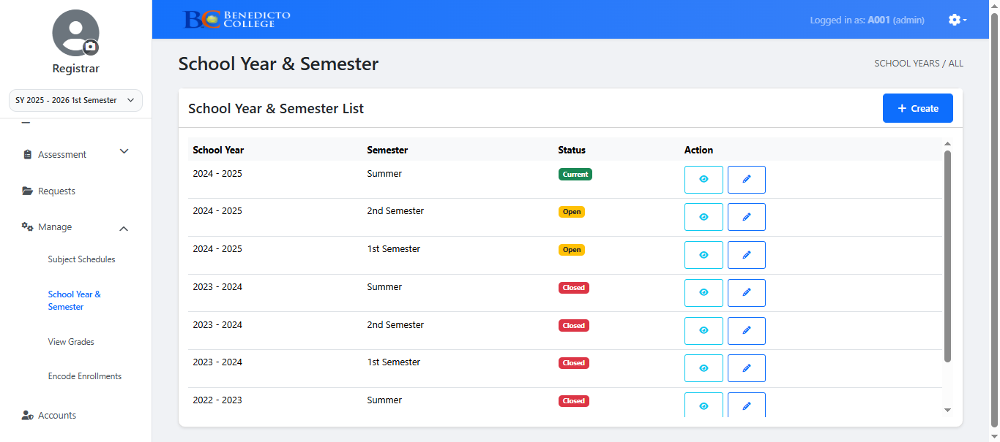 Registrar
SY 2025 - 2026 1st Semester
Assessment
Requests
Manage
Subject Schedules
School Year &
Semester
View Grades
Encode Enrollments
Accounts
BC BENEDICTO
COLLEGE
Logged in as: A001 (admin)
School Year & Semester
SCHOOL YEARS / ALL
School Year & Semester List
+ Create
School Year Semester Status Action
2024 - 2025 Summer Current
2024 - 2025 2nd Semester Open
2024 - 2025 1st Semester Open
2023 - 2024 Summer Closed
2023 - 2024 2nd Semester Closed
2023 - 2024 1st Semester Closed
2022 - 2023 Summer Closed